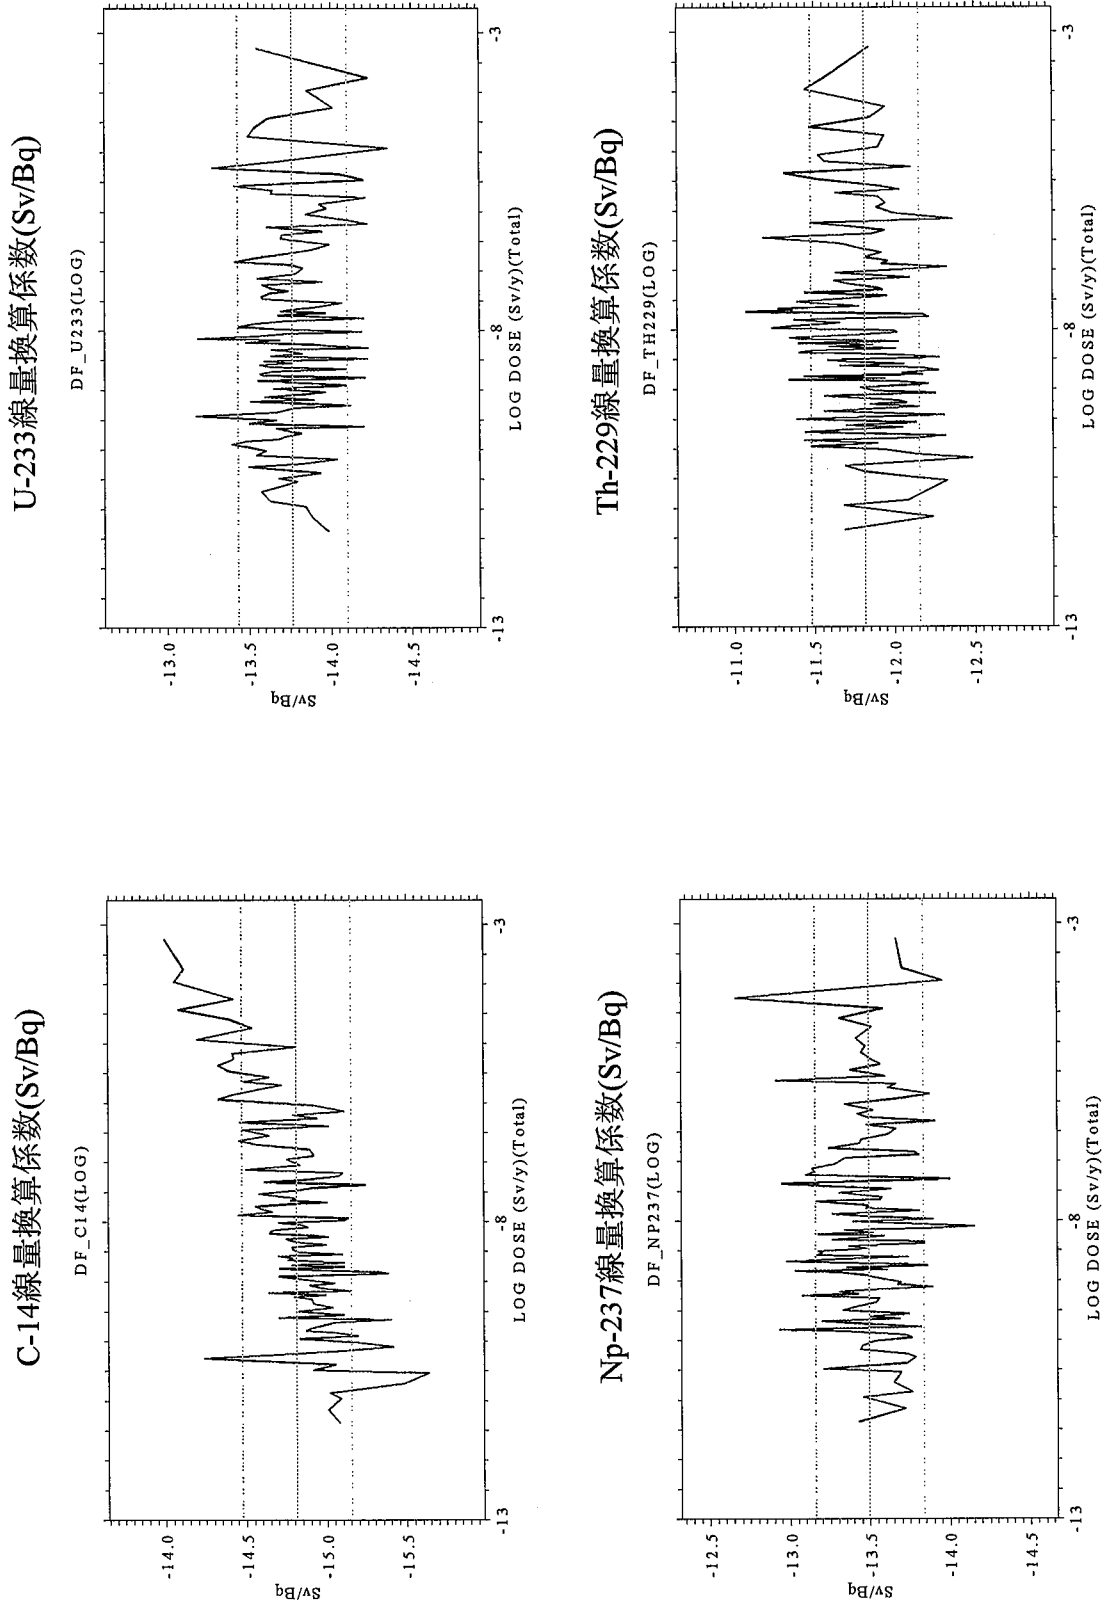 C-14線量換算係数(Sv/Bq)
DF_C14(LOG)
Sv/Bq
-14.0
-14.5
-15.0
-15.5
-13
-8
-3
LOG DOSE (Sv/y)(Total)
U-233線量換算係数(Sv/Bq)
DF_U233(LOG)
Sv/Bq
-13.0
-13.5
-14.0
-14.5
-13
-8
-3
LOG DOSE (Sv/y)(Total)
Np-237線量換算係数(Sv/Bq)
DF_NP237(LOG)
Sv/Bq
-12.5
-13.0
-13.5
-14.0
-14.5
-13
-8
-3
LOG DOSE (Sv/y)(Total)
Th-229線量換算係数(Sv/Bq)
DF_TH229(LOG)
Sv/Bq
-11.0
-11.5
-12.0
-12.5
-13
-8
-3
LOG DOSE (Sv/y)(Total)